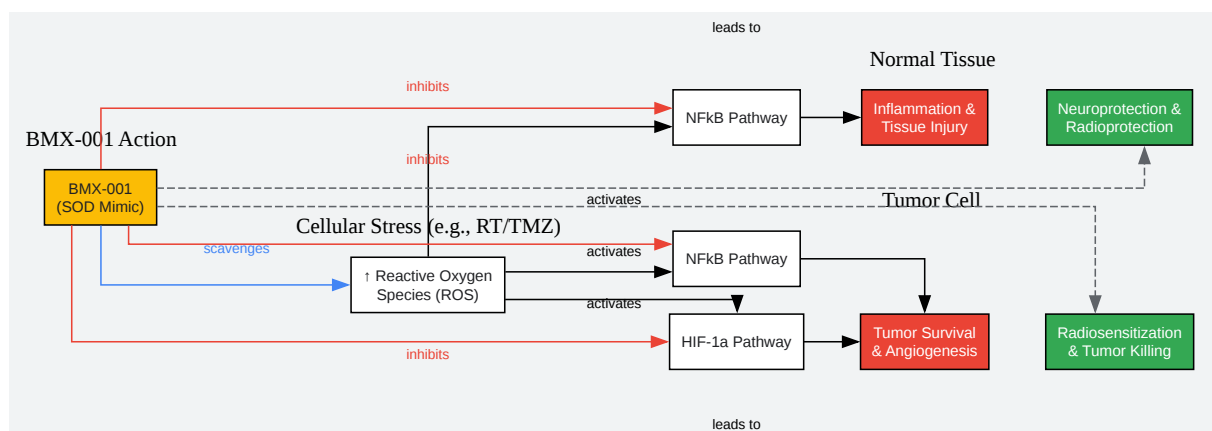 leads to
Normal Tissue
inhibits
NFkB Pathway
Inflammation &
Tissue Injury
Neuroprotection &
Radioprotection
BMX-001 Action
inhibits
BMX-001
(SOD Mimic)
activates
Tumor Cell
Cellular Stress (e.g., RT/TMZ)
scavenges
activates
NFkB Pathway
↑ Reactive Oxygen
Species (ROS)
activates
HIF-1a Pathway
Tumor Survival
& Angiogenesis
Radiosensitization
& Tumor Killing
inhibits
leads to